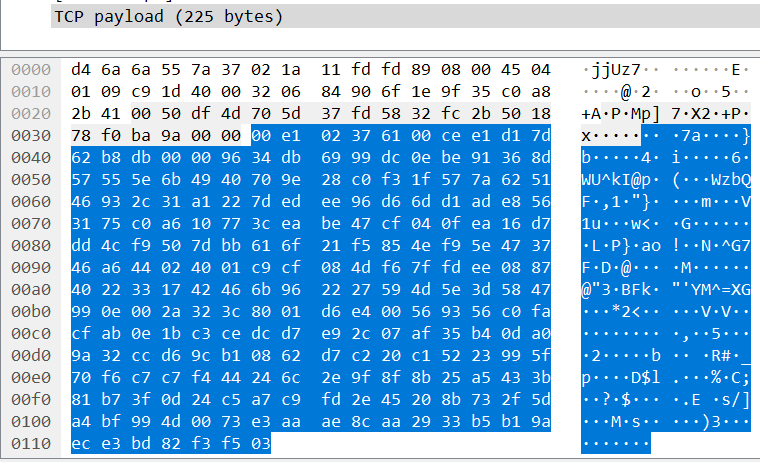 TCP payload (225 bytes)
0000 d4 6a 6a 55 7a 37 02 1a 11 fd fd 89 08 00 45 04 ·jjUz7·· ······E·
0010 01 09 c9 1d 40 00 32 06 84 90 6f 1e 9f 35 c0 a8 ····@·2· ··o··5··
0020 2b 41 00 50 df 4d 70 5d 37 fd 58 32 fc 2b 50 18 +A·P·Mp] 7·X2·+P·
0030 78 f0 ba 9a 00 00 00 e1 02 37 61 00 ce e1 d1 7d x······· ·7a····}
0040 62 b8 db 00 00 96 34 db 69 99 dc 0e be 91 36 8d b·····4· i·····6·
0050 57 55 5e 6b 49 40 70 9e 28 c0 f3 1f 57 7a 62 51 WU^kI@p· (···WzbQ
0060 46 93 2c 31 a1 22 7d ed ee 96 d6 6d d1 ad e8 56 F·,1·"}· ···m···V
0070 31 75 c0 a6 10 77 3c ea be 47 cf 04 0f ea 16 d7 1u···w<· ·G······
0080 dd 4c f9 50 7d bb 61 6f 21 f5 85 4e f9 5e 47 37 ·L·P}·ao !··N·^G7
0090 46 a6 44 02 40 01 c9 cf 08 4d f6 7f fd ee 08 87 F·D·@··· ·M······
00a0 40 22 33 17 42 46 6b 96 22 27 59 4d 5e 3d 58 47 @"3·BFk· "'YM^=XG
00b0 99 0e 00 2a 32 3c 80 01 d6 e4 00 56 93 56 c0 fa ···*2<·· ···V·V··
00c0 cf ab 0e 1b c3 ce dc d7 e9 2c 07 af 35 b4 0d a0 ········ ·,··5···
00d0 9a 32 cc d6 9c b1 08 62 d7 c2 20 c1 52 23 99 5f ·2·····b ·· ·R#·_
00e0 70 f6 c7 c7 f4 44 24 6c 2e 9f 8f 8b 25 a5 43 3b p····D$l .···%·C;
00f0 81 b7 3f 0d 24 c5 a7 c9 fd 2e 45 20 8b 73 2f 5d ··?·$··· ·.E ·s/]
0100 a4 bf 99 4d 00 73 e3 aa ae 8c aa 29 33 b5 b1 9a ···M·s·· ···)3···
0110 ec e3 bd 82 f3 f5 03 ·······